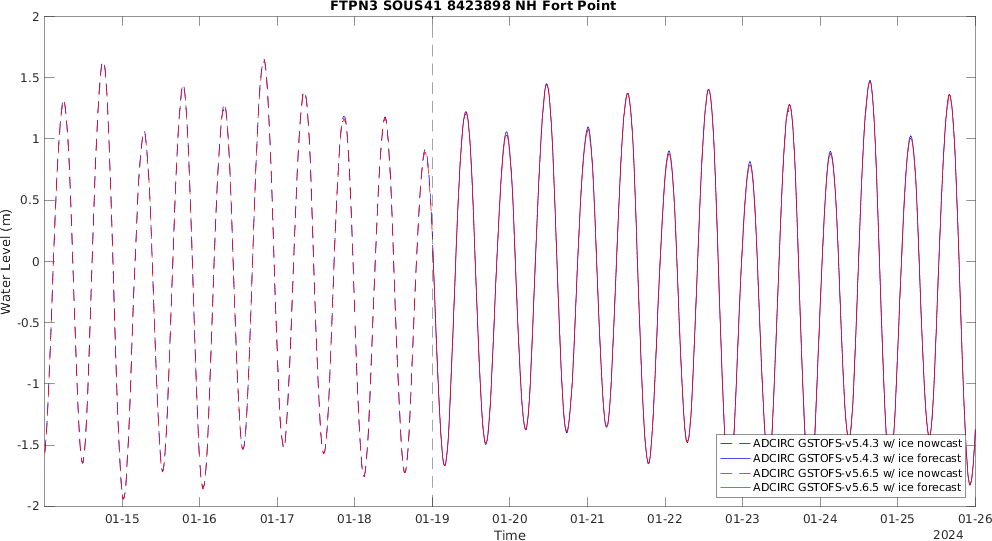 FTPN3 SOUS41 8423898 NH Fort Point
2
1.5
1
0.5
0
-0.5
-1
-1.5
-2
Water Level (m)
ADCIRC GSTOFS-v5.4.3 w/ ice nowcast
ADCIRC GSTOFS-v5.4.3 w/ ice forecast
ADCIRC GSTOFS-v5.6.5 w/ ice nowcast
ADCIRC GSTOFS-v5.6.5 w/ ice forecast
01-15 01-16 01-17 01-18 01-19 01-20 01-21 01-22 01-23 01-24 01-25 01-26
Time
2024